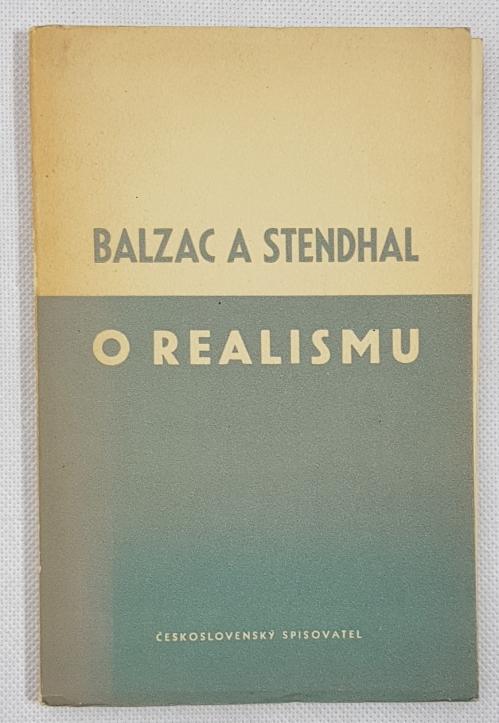 BALZAC A STENDHAL
O REALISMU
ČESKOSLOVENSKÝ SPISOVATEL